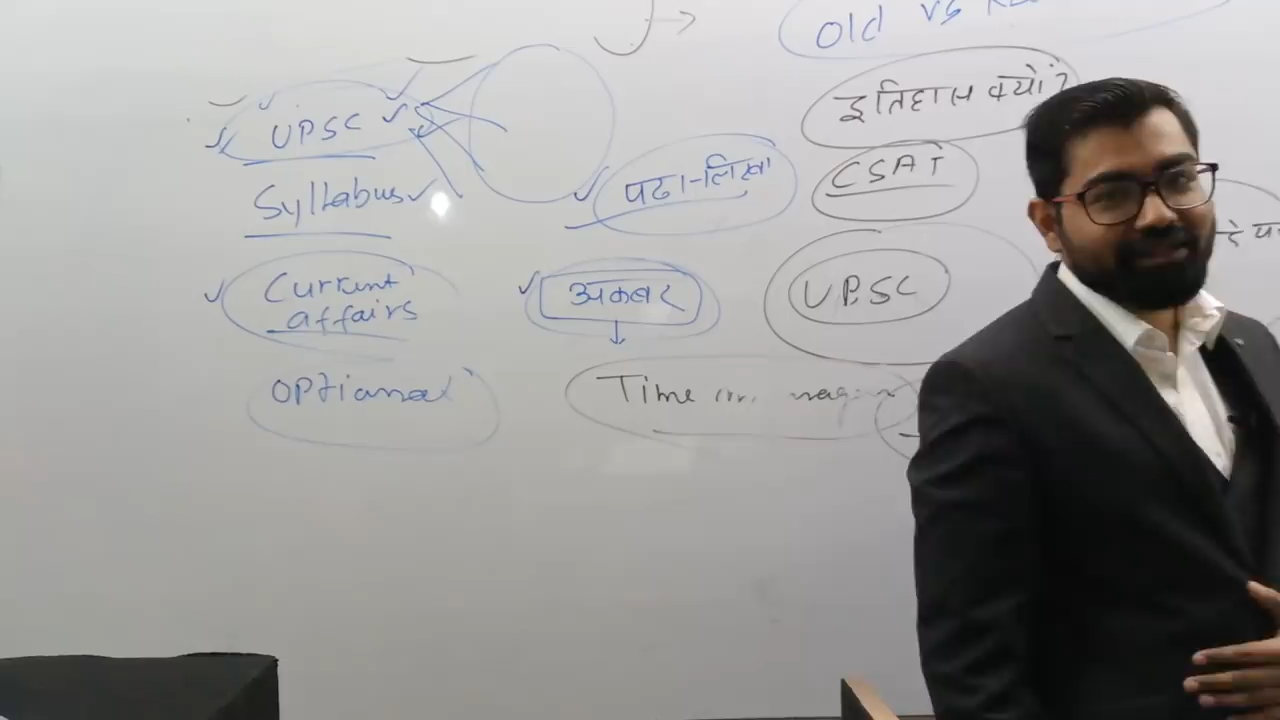 Old vs
इतिहास क्यों?
UPSC
Syllabus
पढा-लिखा
CSAT
Current
affairs
अकबर
UPSC
optional
Time